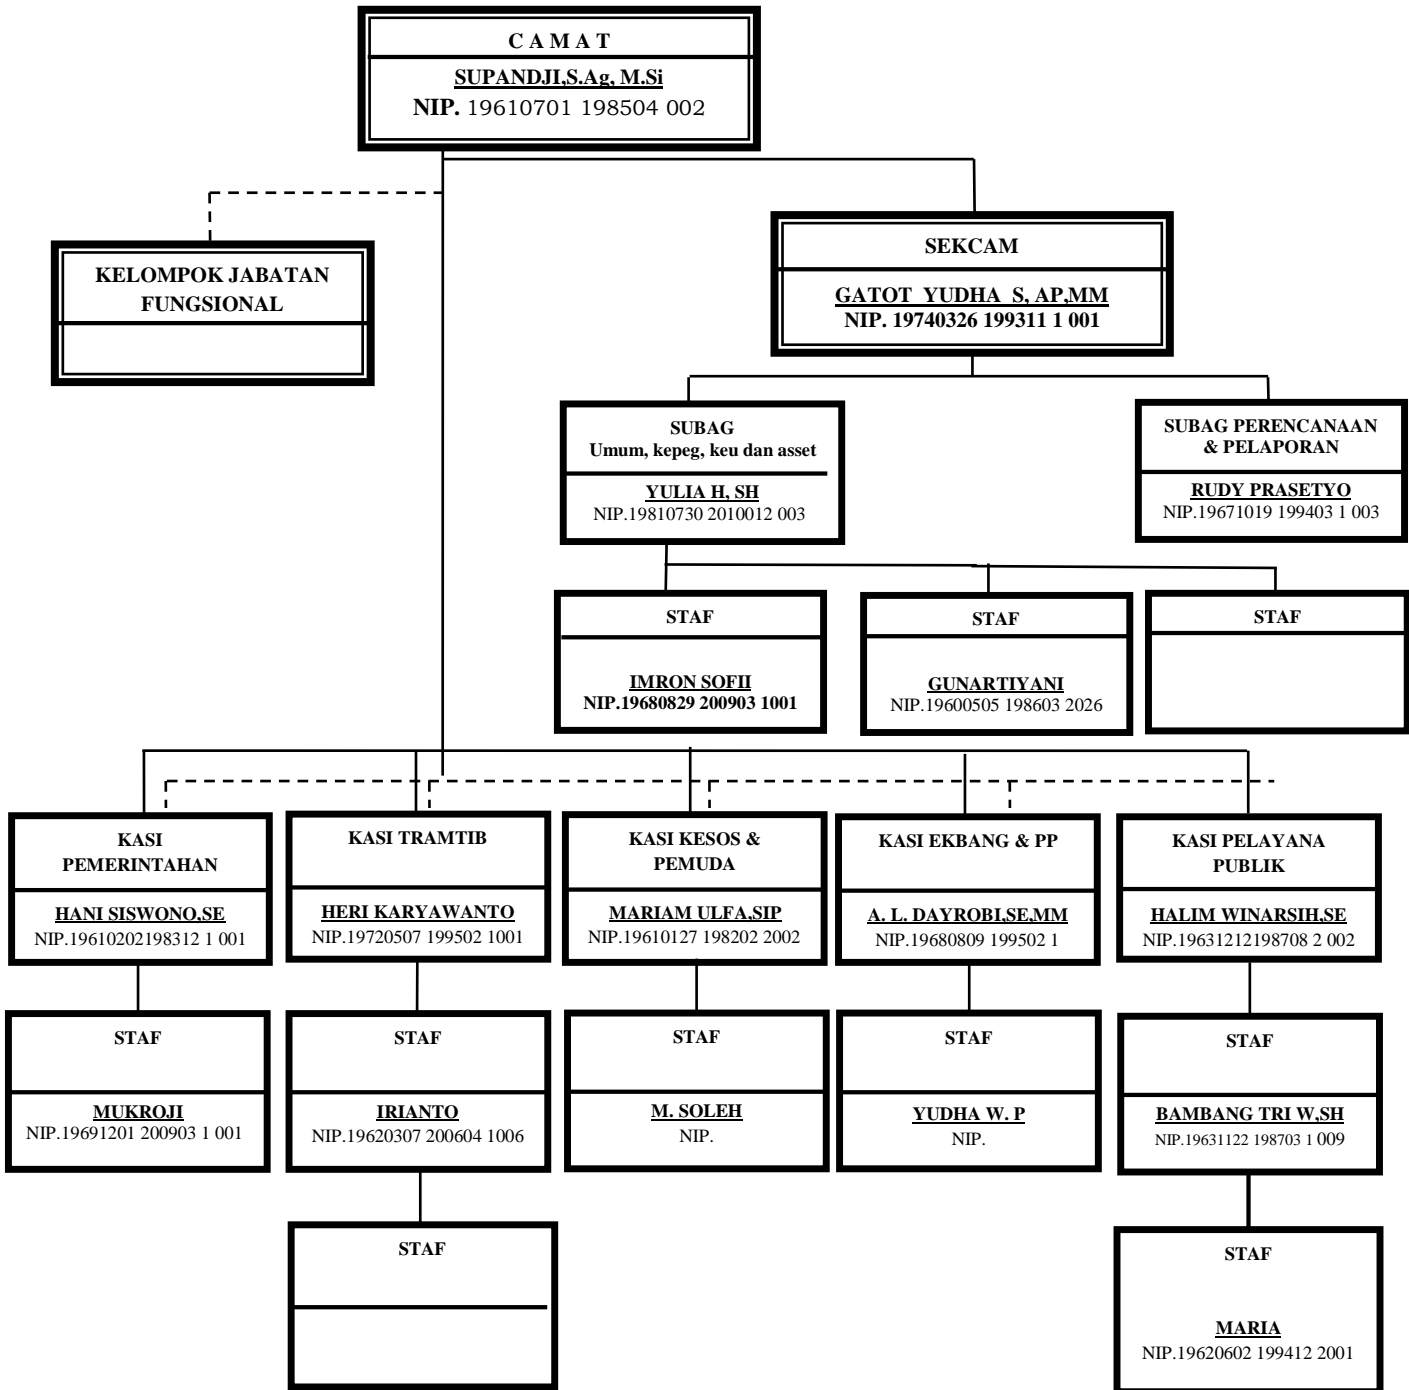 C A M A T
SUPANDJI,S.Ag, M.Si
NIP. 19610701 198504 002
KELOMPOK JABATAN
FUNGSIONAL
SEKCAM
GATOT YUDHA S, AP,MM
NIP. 19740326 199311 1 001
SUBAG
Umum, kepeg, keu dan asset
YULIA H, SH
NIP.19810730 2010012 003
SUBAG PERENCANAAN
& PELAPORAN
RUDY PRASETYO
NIP.19671019 199403 1 003
STAF
IMRON SOFII
NIP.19680829 200903 1001
STAF
GUNARTIYANI
NIP.19600505 198603 2026
STAF
KASI
PEMERINTAHAN
HANI SISWONO,SE
NIP.19610202198312 1 001
KASI TRAMTIB
HERI KARYAWANTO
NIP.19720507 199502 1001
KASI KESOS &
PEMUDA
MARIAM ULFA,SIP
NIP.19610127 198202 2002
KASI EKBANG & PP
A. L. DAYROBI,SE,MM
NIP.19680809 199502 1
KASI PELAYANA
PUBLIK
HALIM WINARSIH,SE
NIP.19631212198708 2 002
STAF
MUKROJI
NIP.19691201 200903 1 001
STAF
IRIANTO
NIP.19620307 200604 1006
STAF
M. SOLEH
NIP.
STAF
YUDHA W. P
NIP.
STAF
BAMBANG TRI W,SH
NIP.19631122 198703 1 009
STAF
STAF
MARIA
NIP.19620602 199412 2001